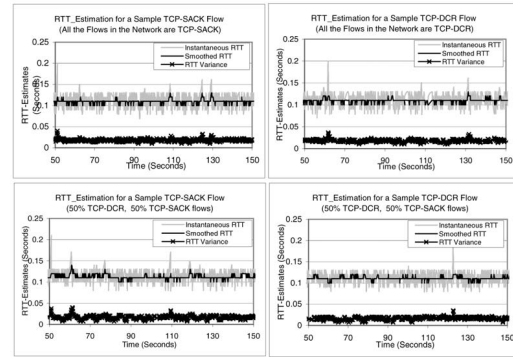 RTT_Estimation for a Sample TCP-SACK Flow
(All the Flows in the Network are TCP-SACK)
0.25
0.2
0.15
0.1
0.05
0
RTT-Estimates
(Seconds)
Instantaneous RTT
Smoothed RTT
RTT Variance
50 70 90 110 130 150
Time (Seconds)
RTT_Estimation for a Sample TCP-DCR Flow
(All the Flows in the Network are TCP-DCR)
0.25
0.2
0.15
0.1
0.05
0
RTT-Estimates (Seconds)
Instantaneous RTT
Smoothed RTT
RTT Variance
50 70 90 110 130 150
Time (Seconds)
RTT_Estimation for a Sample TCP-SACK Flow
(50% TCP-DCR, 50% TCP-SACK flows)
0.25
0.2
0.15
0.1
0.05
0
RTT-Estimates (Seconds)
Instantaneous RTT
Smoothed RTT
RTT Variance
50 70 90 110 130 150
Time (Seconds)
RTT_Estimation for a Sample TCP-DCR Flow
(50% TCP-DCR, 50% TCP-SACK flows)
0.25
0.2
0.15
0.1
0.05
0
RTT-Estimates (Seconds)
Instantaneous RTT
Smoothed RTT
RTT Variance
50 70 90 110 130 150
Time (Seconds)